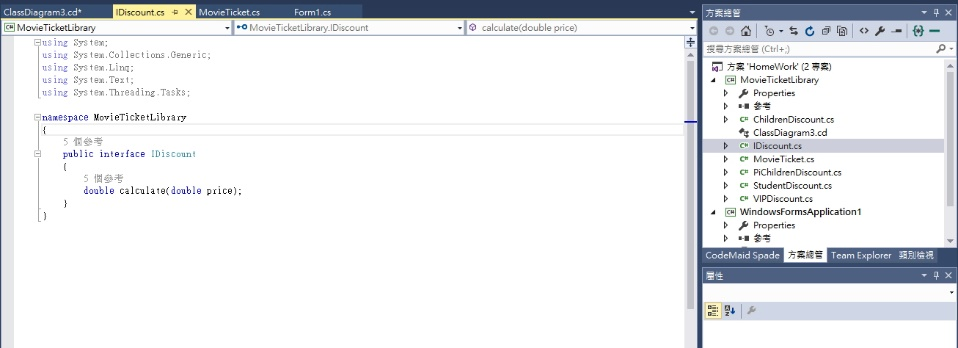 ClassDiagram3.cd*
IDiscount.cs
MovieTicket.cs
Form1.cs
MovieTicketLibrary
MovieTicketLibrary.IDiscount
calculate(double price)
using System;
using System.Collections.Generic;
using System.Linq;
using System.Text;
using System.Threading.Tasks;
namespace MovieTicketLibrary
{
5 個參考
public interface IDiscount
{
5 個參考
double calculate(double price);
}
}
方案總管
搜尋方案總管 (Ctrl+;)
方案 'HomeWork' (2 專案)
MovieTicketLibrary
Properties
參考
ChildrenDiscount.cs
ClassDiagram3.cd
IDiscount.cs
MovieTicket.cs
PiChildrenDiscount.cs
StudentDiscount.cs
VIPDiscount.cs
WindowsFormsApplication1
Properties
參考
CodeMaid Spade
方案總管
Team Explorer
類別檢視
屬性